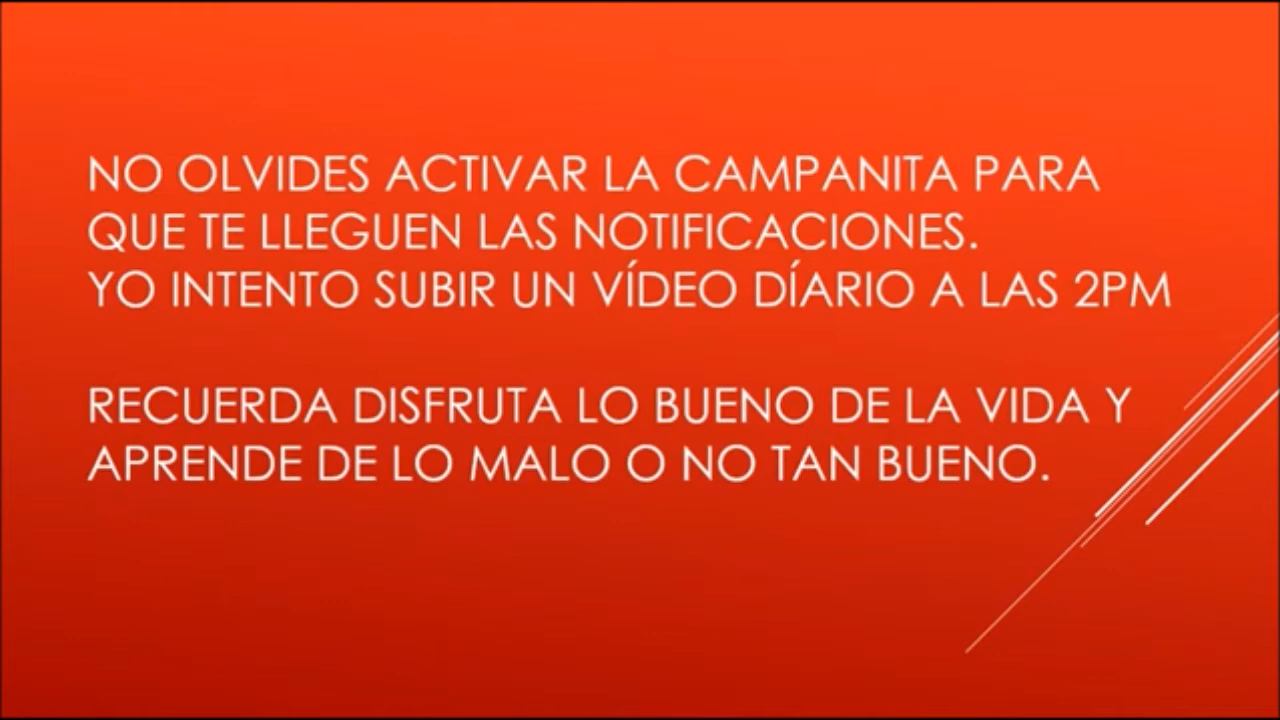 NO OLVIDES ACTIVAR LA CAMPANITA PARA
QUE TE LLEGUEN LAS NOTIFICACIONES.
YO INTENTO SUBIR UN VÍDEO DÍARIO A LAS 2PM
RECUERDA DISFRUTA LO BUENO DE LA VIDA Y
APRENDE DE LO MALO O NO TAN BUENO.